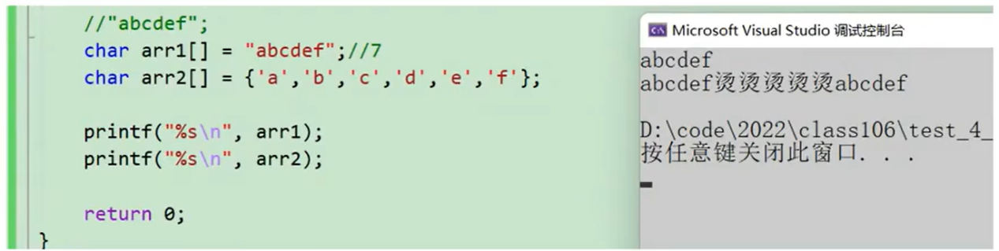 //"abcdef";
char arr1[] = "abcdef";//7
char arr2[] = {'a','b','c','d','e','f'};
printf("%s\n", arr1);
printf("%s\n", arr2);
return 0;
}
Microsoft Visual Studio 调试控制台
abcdef
abcdef烫烫烫烫烫abcdef
D:\code\2022\class106\test_4_
按任意键关闭此窗口. . .